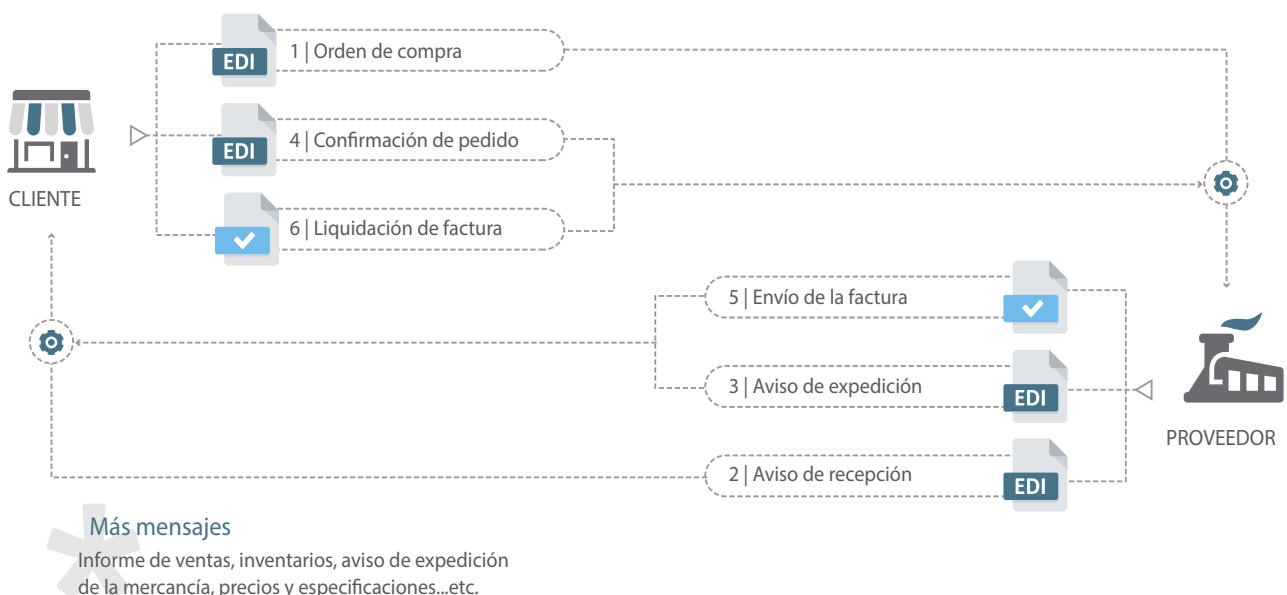 EDI
1 | Orden de compra
EDI
4 | Confirmación de pedido
CLIENTE
6 | Liquidación de factura
5 | Envío de la factura
3 | Aviso de expedición
EDI
PROVEEDOR
2 | Aviso de recepción
EDI
Más mensajes
Informe de ventas, inventarios, aviso de expedición
de la mercancía, precios y especificaciones...etc.